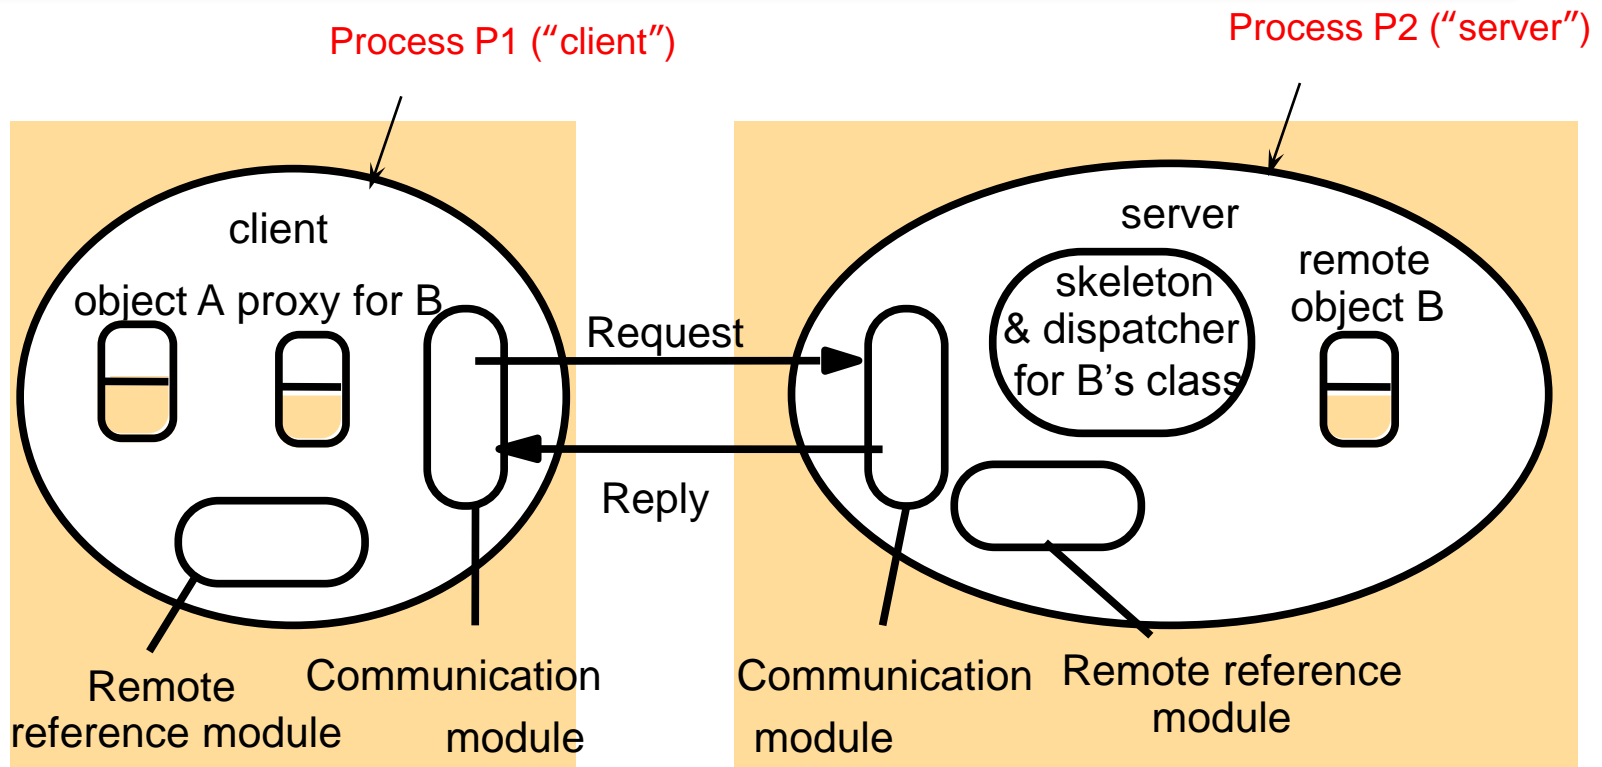 Process P1 (“client”)
Process P2 (“server”)
client
object A proxy for B
Request
Reply
Remote
reference module
Communication
module
server
skeleton
& dispatcher
for B’s class
remote
object B
Communication
module
Remote reference
module